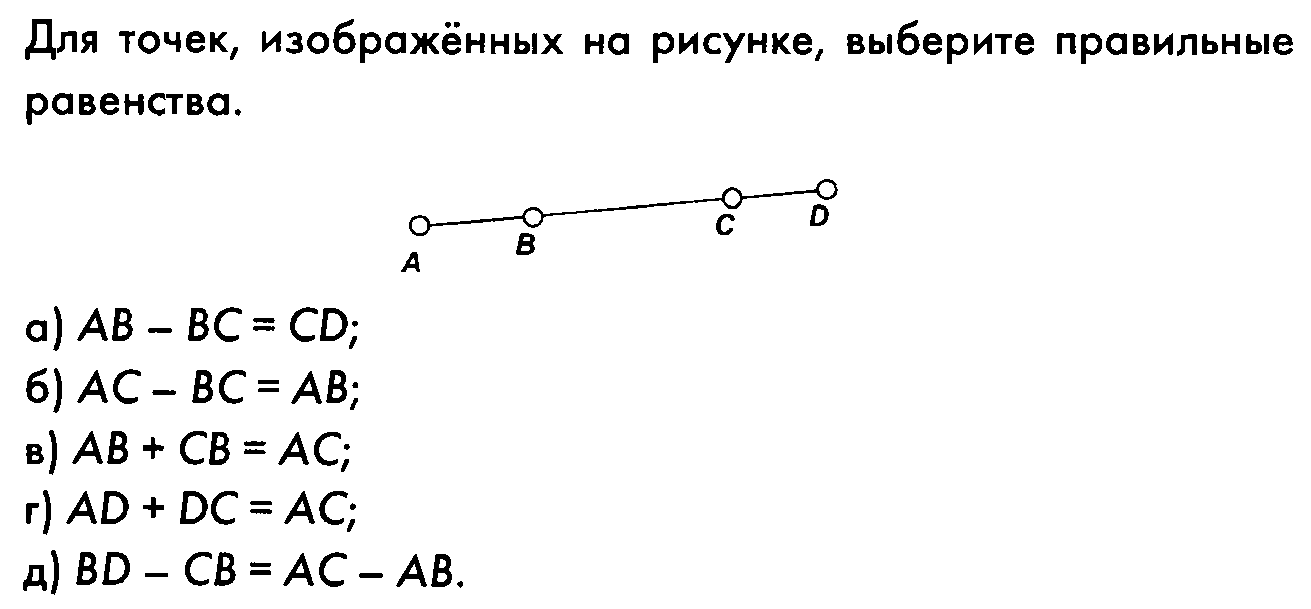 Для точек, изображённых на рисунке, выберите правильные
равенства.
A
B
C
D
а) AB – BC = CD;
б) AC – BC = AB;
в) AB + CB = AC;
г) AD + DC = AC;
д) BD – CB = AC – AB.